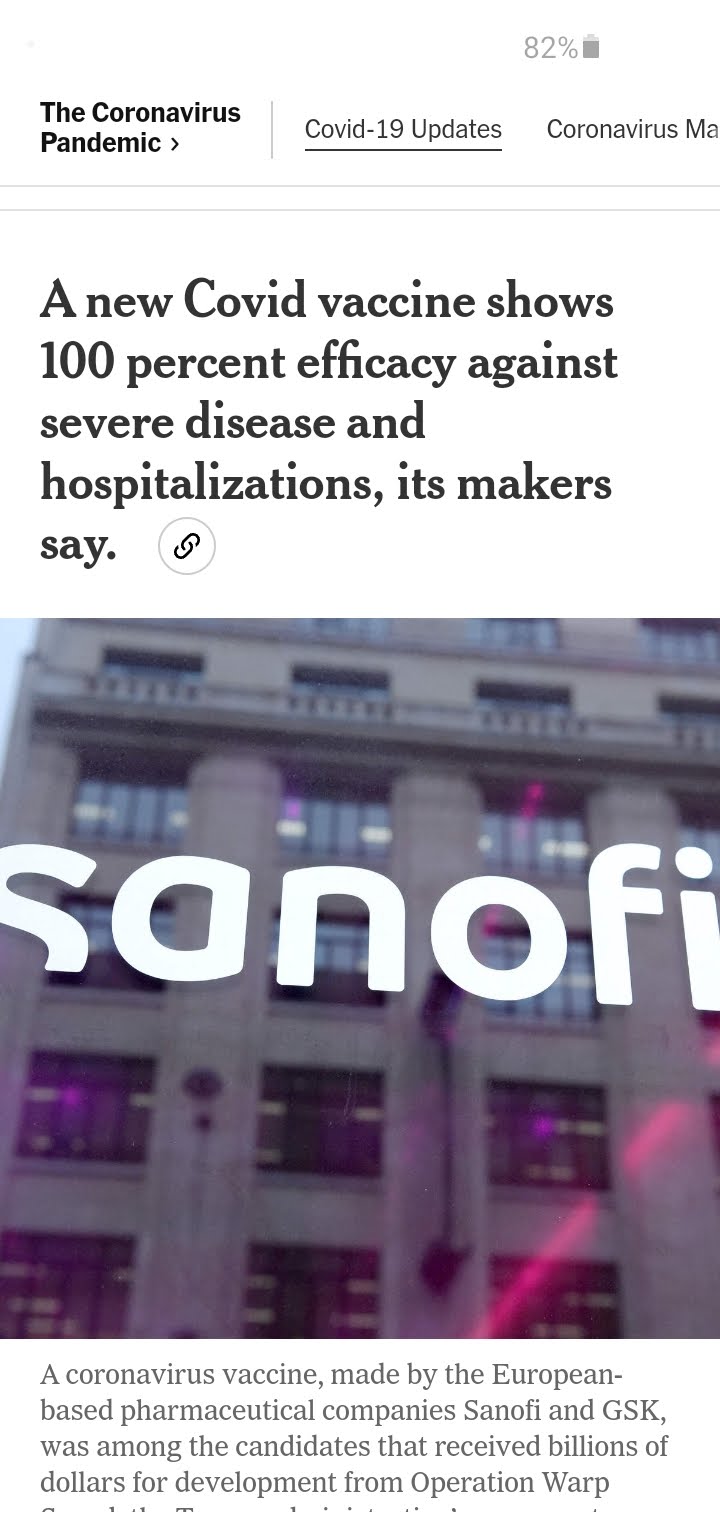 82%
The Coronavirus
Pandemic ›
Covid-19 Updates
Coronavirus Ma
A new Covid vaccine shows
100 percent efficacy against
severe disease and
hospitalizations, its makers
say.
sanofi
A coronavirus vaccine, made by the European-
based pharmaceutical companies Sanofi and GSK,
was among the candidates that received billions of
dollars for development from Operation Warp